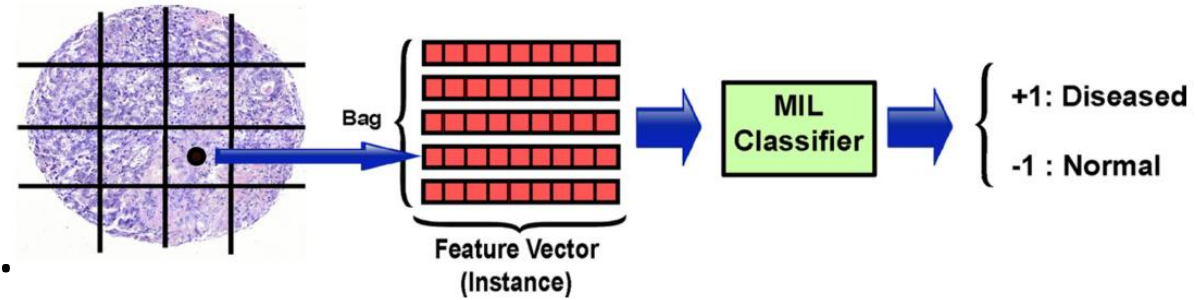 Bag
Feature Vector
(Instance)
MIL
Classifier
+1: Diseased
-1 : Normal